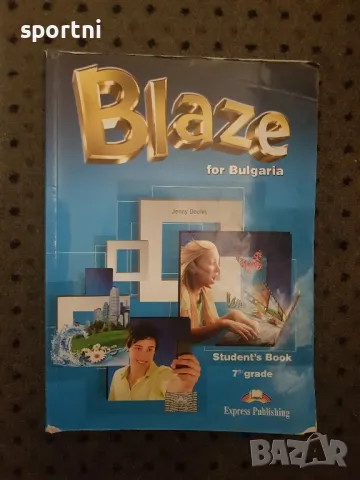 sportni
Blaze
for Bulgaria
Jenny Dooley
Student's Book
7th grade
Express Publishing
BAZAR